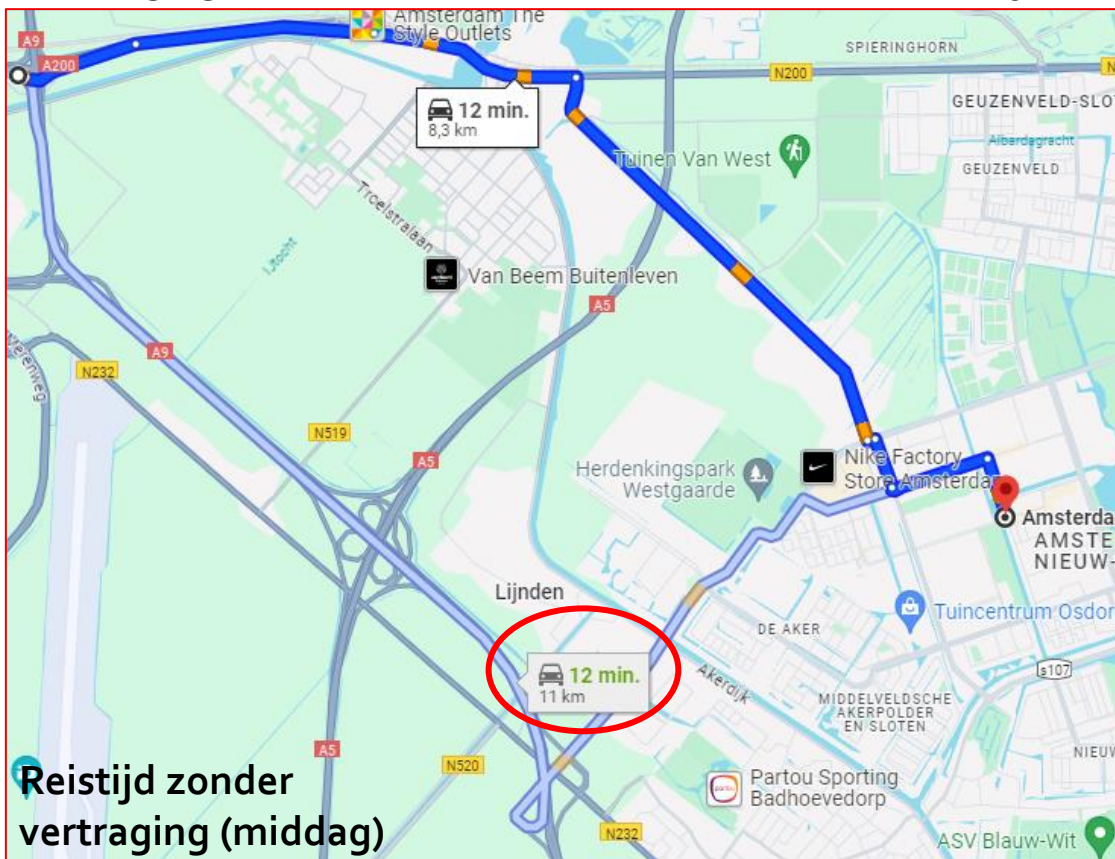 Amsterdam The
Style Outlets
A9
A200
SPIERINGHORN
N200
12 min.
8,3 km
GEUZENVELD-SLO
Albardagracht
GEUZENVELD
Tuinen Van West
Troelstralaan
IJtocht
Van Beem Buitenleven
A5
A9
N232
N519
A5
Nike Factory
Store Amsterda
Herdenkingspark
Westgaarde
Amsterda
AMSTE
NIEUW-
Lijnden
DE AKER
Tuincentrum Osdor
12 min.
11 km
Akerdijk
s107
MIDDELVELDSCHE
AKERPOLDER
EN SLOTEN
A5
N520
NIEUW
Reistijd zonder
vertraging (middag)
Partou Sporting
Badhoevedorp
N232
ASV Blauw-Wit